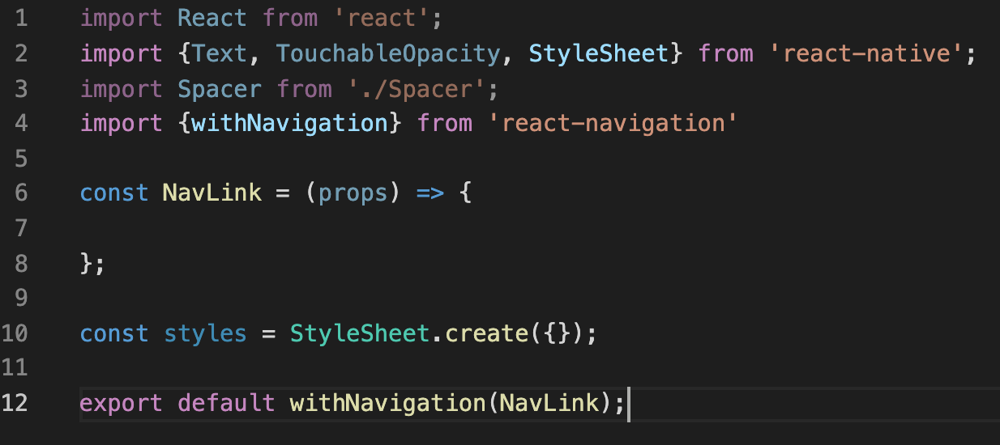 1 import React from 'react';
2 import {Text, TouchableOpacity, StyleSheet} from 'react-native';
3 import Spacer from './Spacer';
4 import {withNavigation} from 'react-navigation'
5
6 const NavLink = (props) => {
7
8 };
9
10 const styles = StyleSheet.create({});
11
12 export default withNavigation(NavLink);